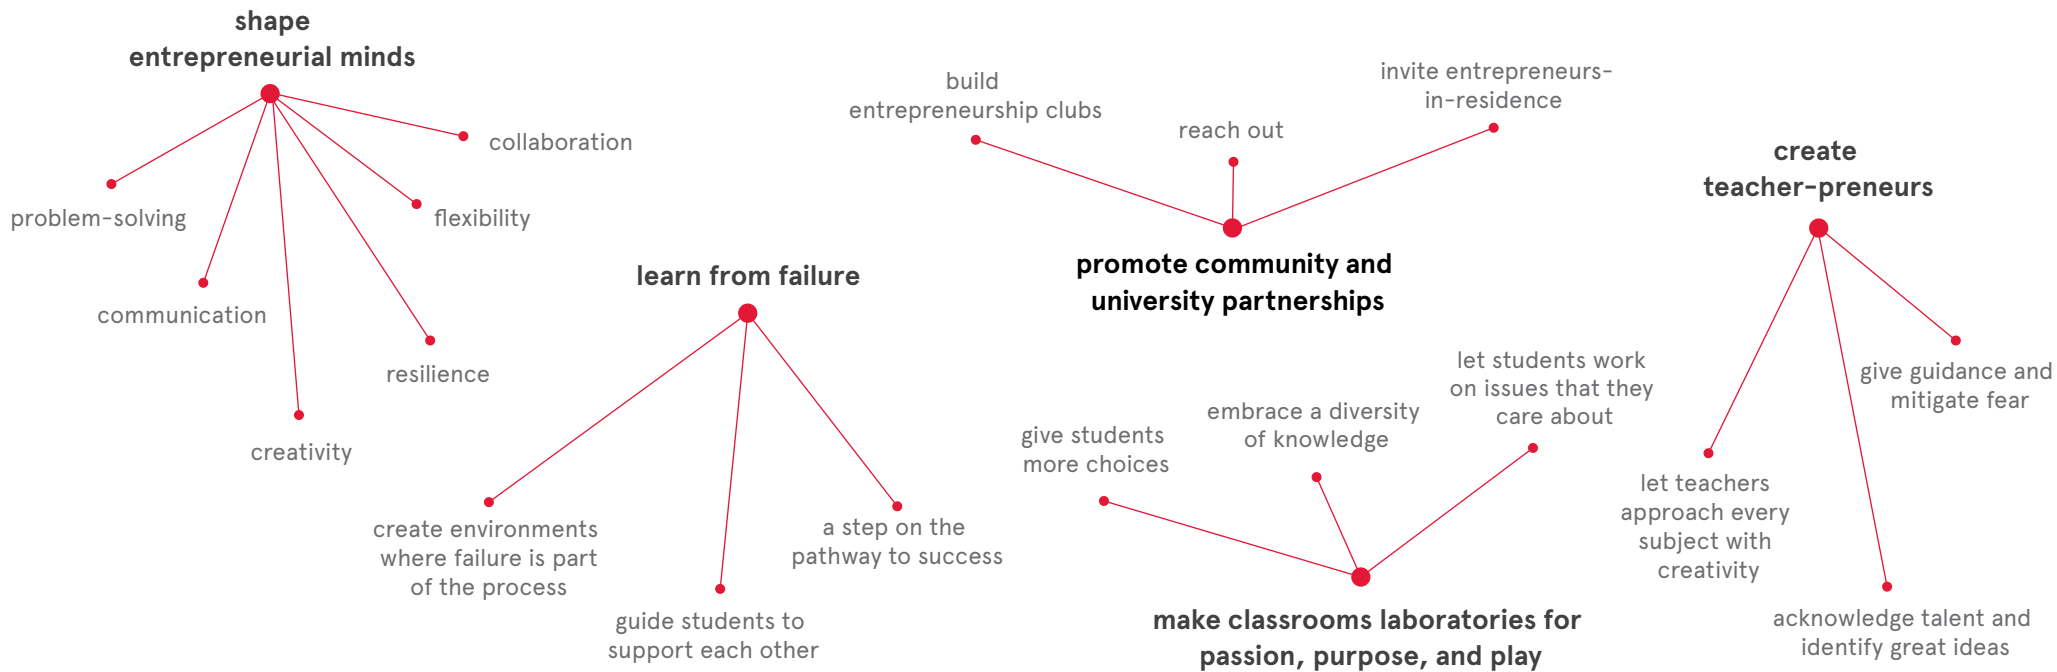 shape
entrepreneurial minds
collaboration
problem-solving
flexibility
communication
resilience
creativity
learn from failure
create environments
where failure is part
of the process
guide students to
support each other
a step on the
pathway to success
build
entrepreneurship clubs
reach out
invite entrepreneurs-
in-residence
promote community and
university partnerships
give students
more choices
embrace a diversity
of knowledge
let students work
on issues that they
care about
make classrooms laboratories for
passion, purpose, and play
create
teacher-preneurs
give guidance and
mitigate fear
let teachers
approach every
subject with
creativity
acknowledge talent and
identify great ideas